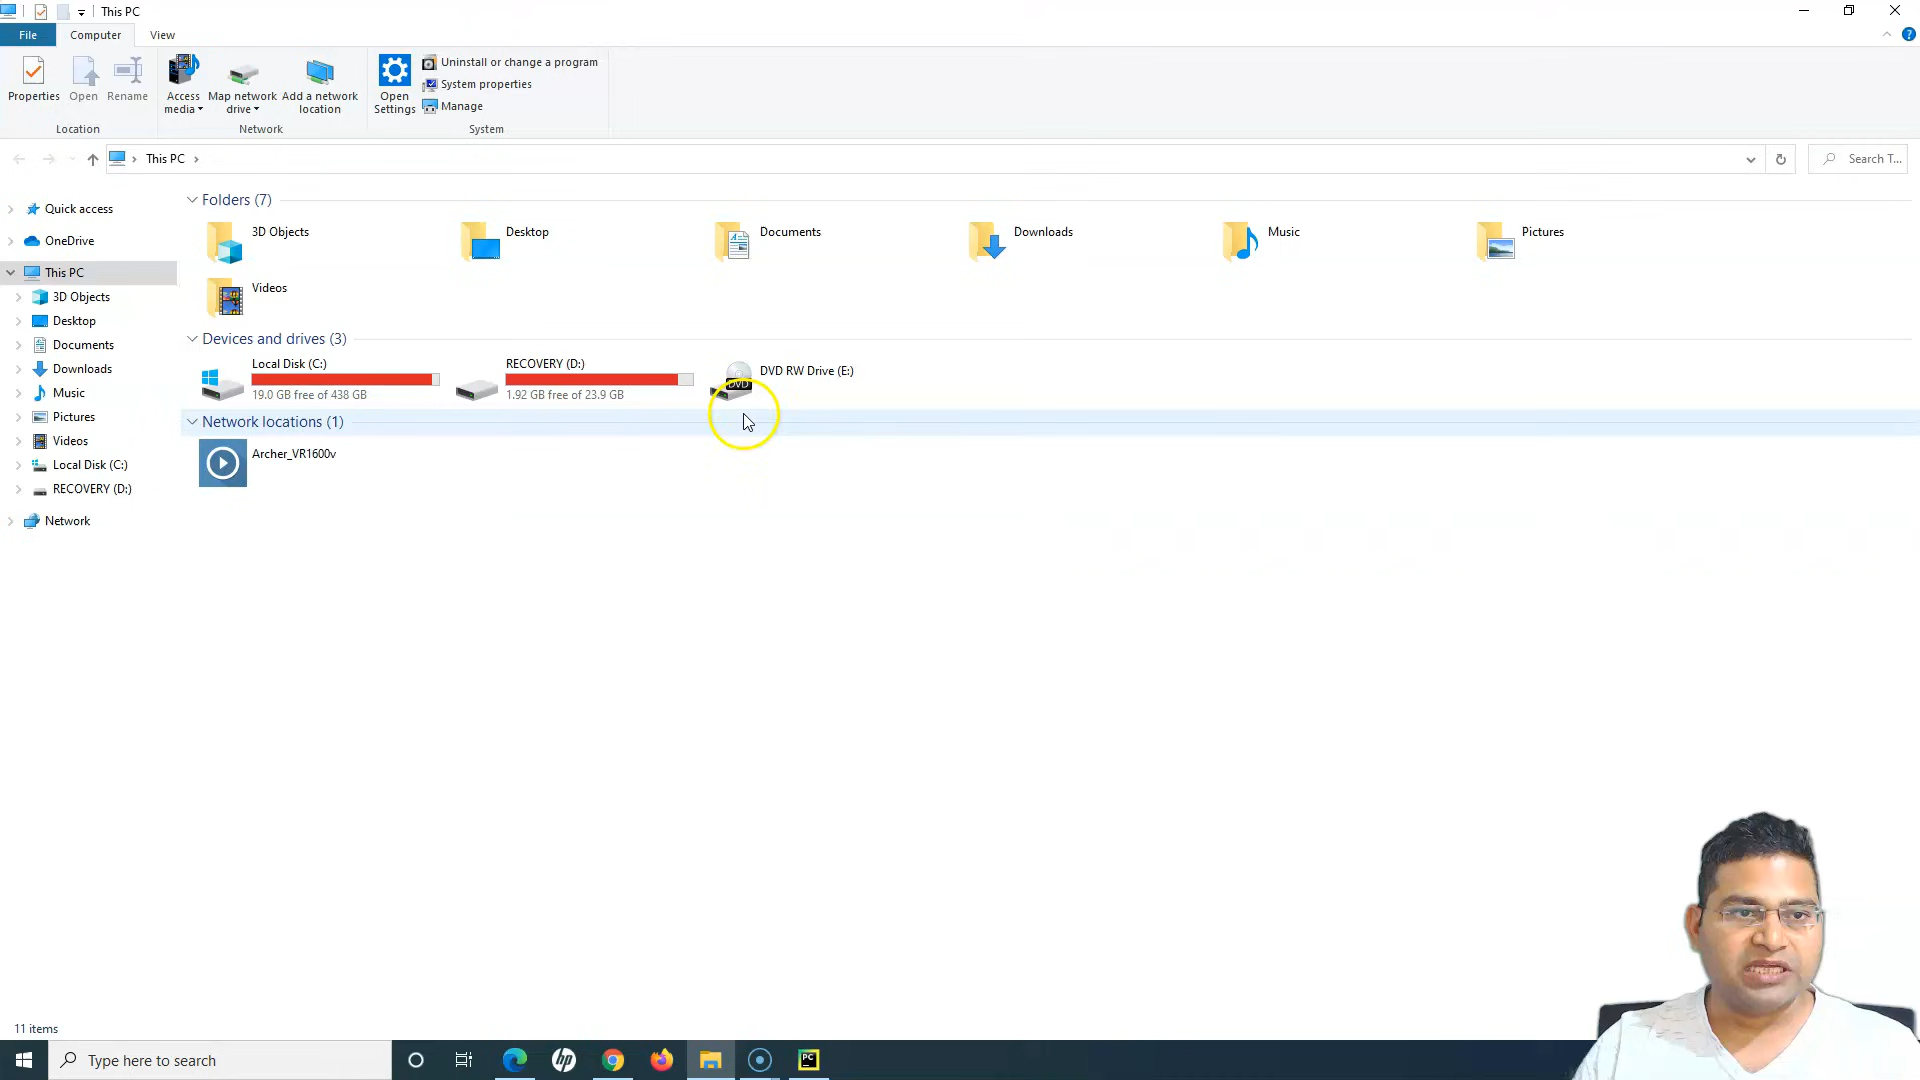 This PC
File
Computer
View
Properties
Open
Rename
Location
Access media
Map network drive
Add a network location
Network
Open Settings
Uninstall or change a program
System properties
Manage
System
This PC
Search T...
Quick access
OneDrive
This PC
3D Objects
Desktop
Documents
Downloads
Music
Pictures
Videos
Local Disk (C:)
RECOVERY (D:)
Network
Folders (7)
3D Objects
Desktop
Documents
Downloads
Music
Pictures
Videos
Devices and drives (3)
Local Disk (C:)
19.0 GB free of 438 GB
RECOVERY (D:)
1.92 GB free of 23.9 GB
DVD
DVD RW Drive (E:)
Network locations (1)
Archer_VR1600v
11 items
Type here to search
hp
PC